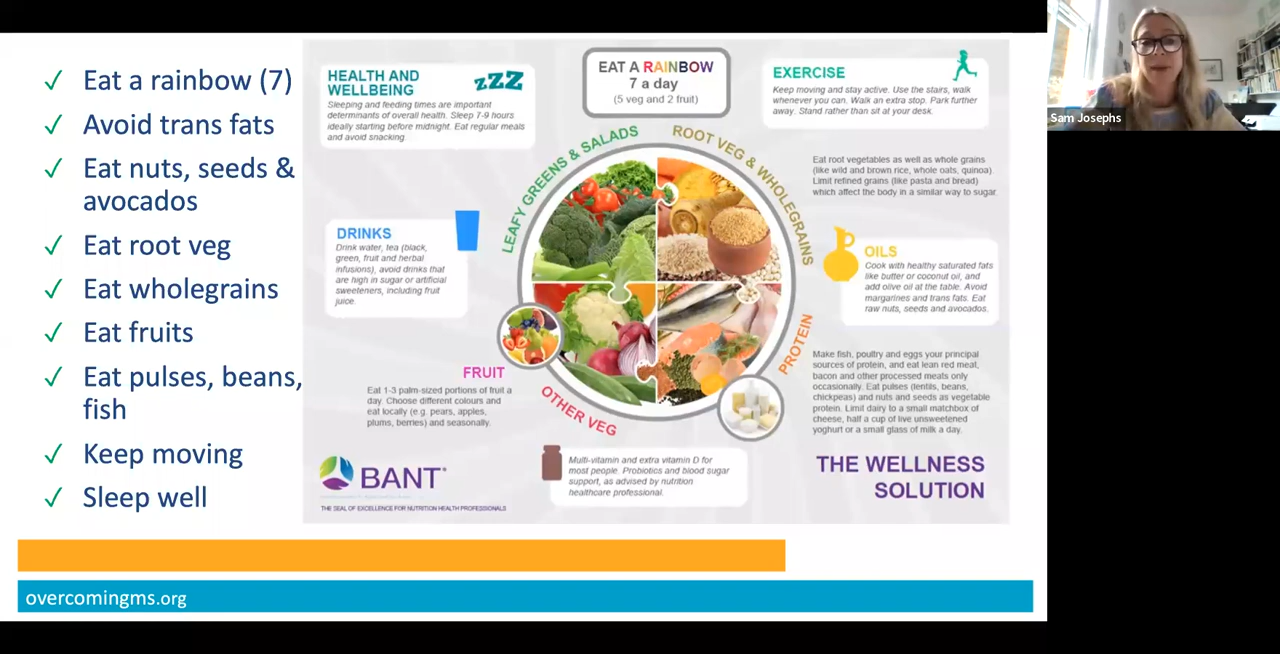 ✓ Eat a rainbow (7)
✓ Avoid trans fats
✓ Eat nuts, seeds &
avocados
✓ Eat root veg
✓ Eat wholegrains
✓ Eat fruits
✓ Eat pulses, beans,
fish
✓ Keep moving
✓ Sleep well
HEALTH AND
WELLBEING
zZZ
Sleeping and feeding times are important
determinants of overall health. Sleep 7-9 hours
ideally starting before midnight. Eat regular meals
and avoid snacking.
EAT A RAINBOW
7 a day
(5 veg and 2 fruit)
EXERCISE
Keep moving and stay active. Use the stairs, walk
whenever you can. Walk an extra stop. Park further
away. Stand rather than sit at your desk.
LEAFY GREENS & SALADS
ROOT VEG & WHOLEGRAINS
Eat root vegetables as well as whole grains
(like wild and brown rice, whole oats, quinoa).
Limit refined grains (like pasta and bread)
which affect the body in a similar way to sugar.
DRINKS
Drink water, tea (black,
green, fruit and herbal
infusions), avoid drinks that
are high in sugar or artificial
sweeteners, including fruit
juice.
OILS
Cook with healthy saturated fats
like butter or coconut oil, and
add olive oil at the table. Avoid
margarines and trans fats. Eat
raw nuts, seeds and avocados.
PROTEIN
Make fish, poultry and eggs your principal
sources of protein, and eat lean red meat,
bacon and other processed meats only
occasionally. Eat pulses (lentils, beans,
chickpeas) and nuts and seeds as vegetable
protein. Limit dairy to a small matchbox of
cheese, half a cup of live unsweetened
yoghurt or a small glass of milk a day.
FRUIT
Eat 1-3 palm-sized portions of fruit a
day. Choose different colours and
eat locally (e.g. pears, apples,
plums, berries) and seasonally.
OTHER VEG
Multi-vitamin and extra vitamin D for
most people. Probiotics and blood sugar
support, as advised by nutrition
healthcare professional.
BANT
THE SEAL OF EXCELLENCE FOR NUTRITION HEALTH PROFESSIONALS
THE WELLNESS
SOLUTION
overcomingms.org
Sam Josephs